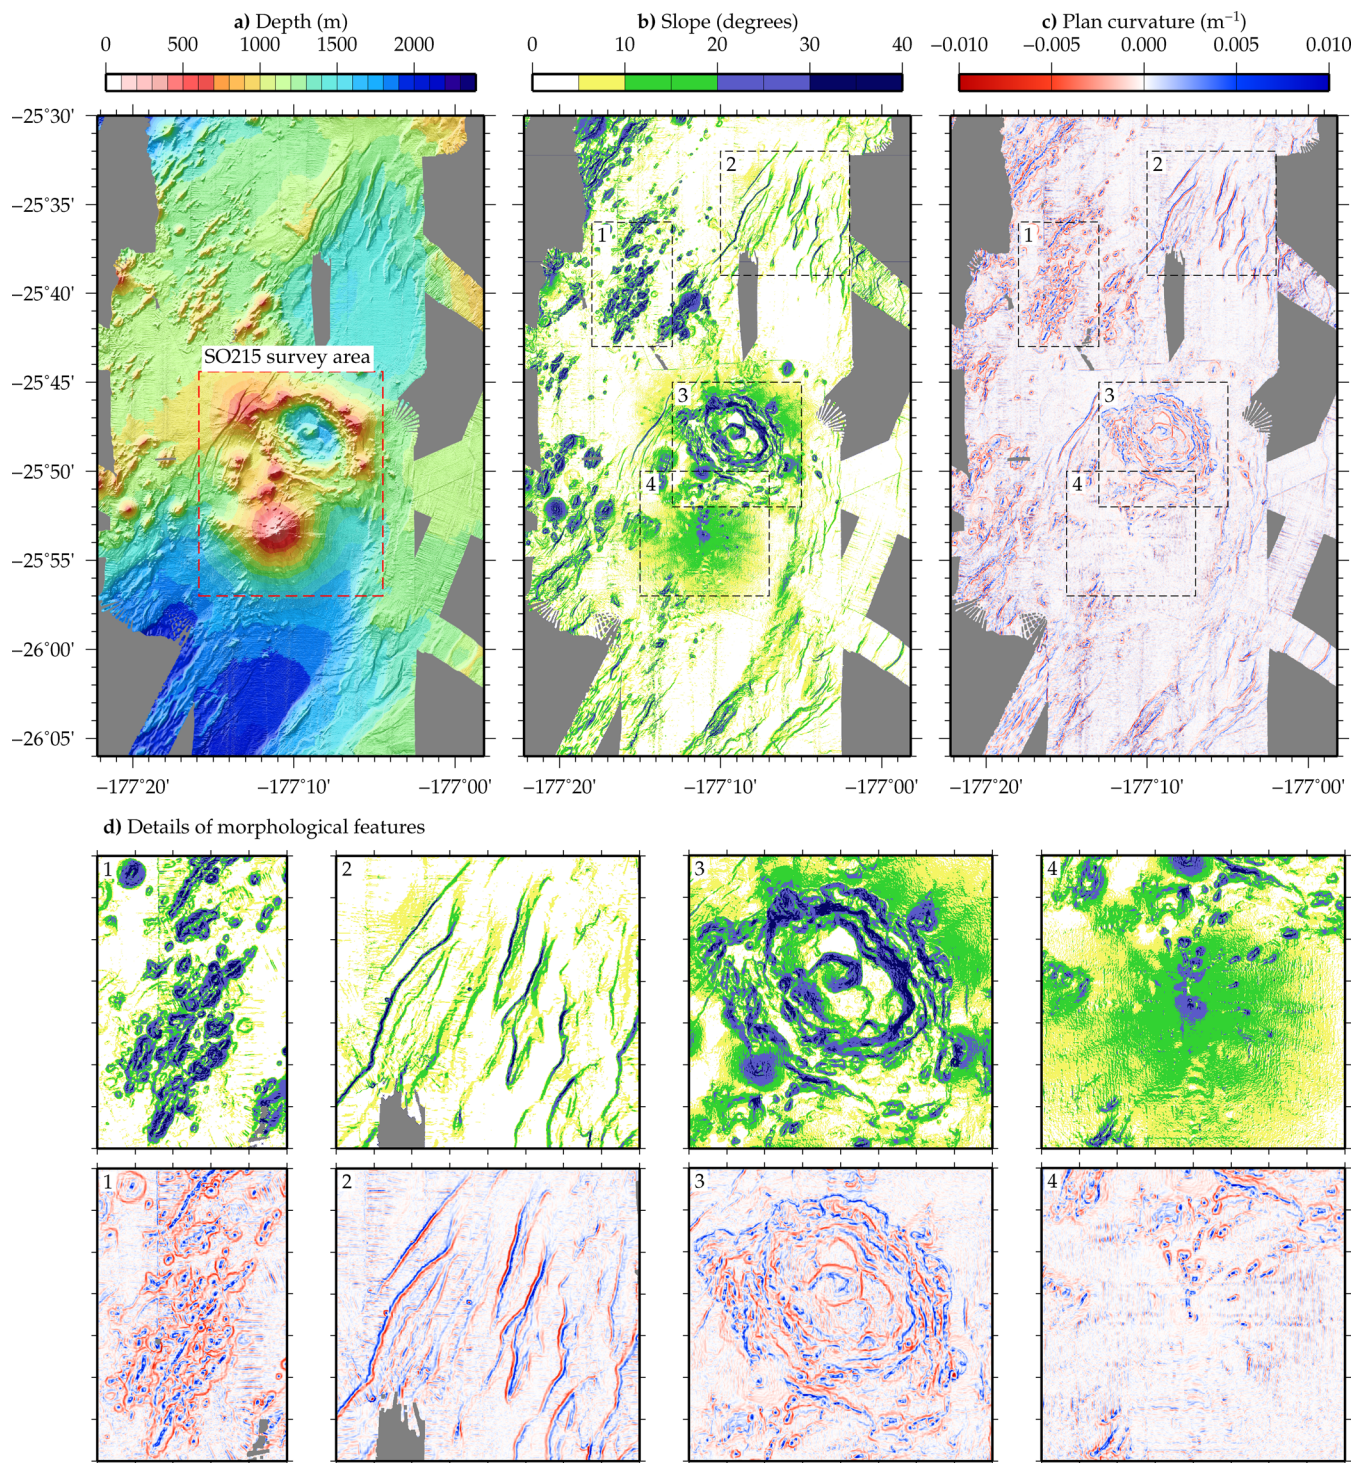 a) Depth (m)
b) Slope (degrees)
c) Plan curvature (m⁻¹)
0 500 1000 1500 2000
0 10 20 30 40
−0.010 −0.005 0.000 0.005 0.010
−25°30'
−25°35'
−25°40'
−25°45'
−25°50'
−25°55'
−26°00'
−26°05'
SO215 survey area
1
2
3
4
1
2
3
4
−177°20' −177°10' −177°00'
−177°20' −177°10' −177°00'
−177°20' −177°10' −177°00'
d) Details of morphological features
1
2
3
4
1
2
3
4